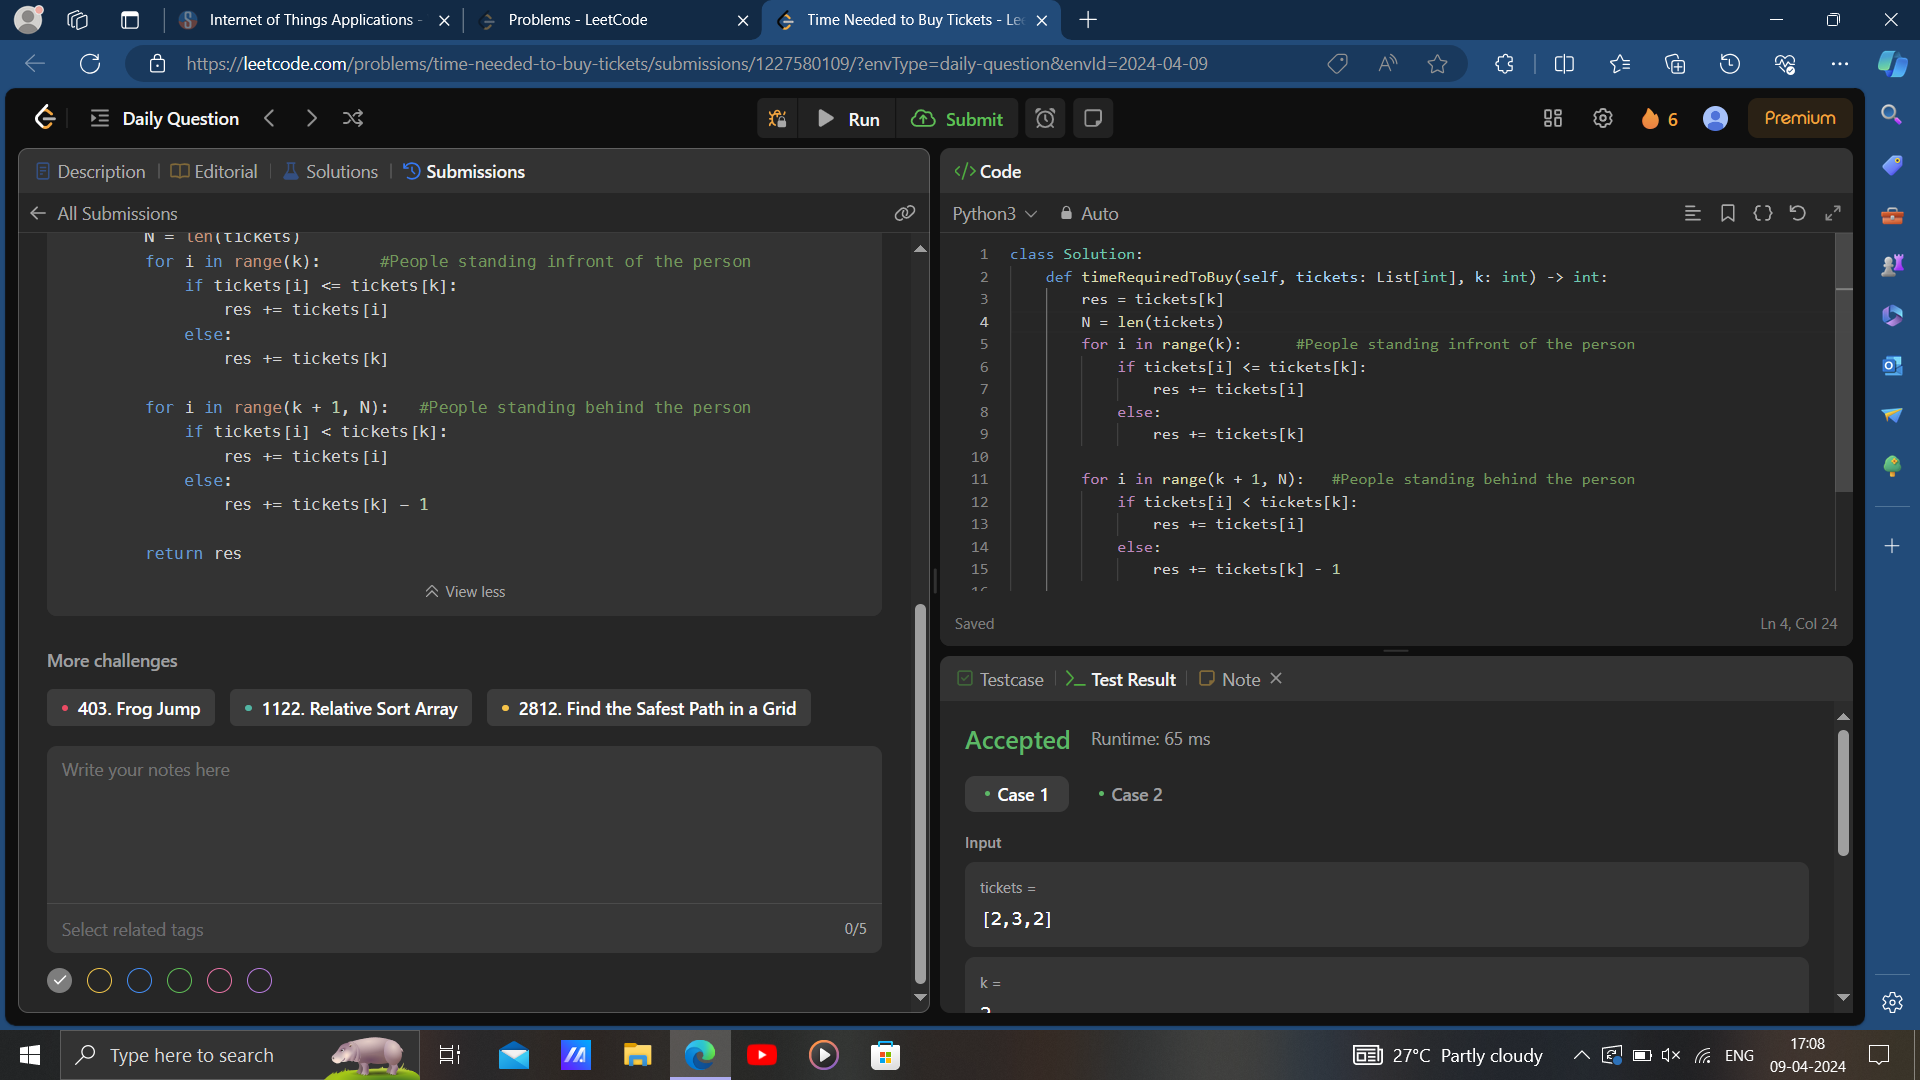 Internet of Things Applications -
Problems - LeetCode
Time Needed to Buy Tickets - Le
https://leetcode.com/problems/time-needed-to-buy-tickets/submissions/1227580109/?envType=daily-question&envId=2024-04-09
Daily Question
Run
Submit
6
Premium
Description
Editorial
Solutions
Submissions
All Submissions
N = len(tickets)
for i in range(k): #People standing infront of the person
if tickets[i] <= tickets[k]:
res += tickets[i]
else:
res += tickets[k]
for i in range(k + 1, N): #People standing behind the person
if tickets[i] < tickets[k]:
res += tickets[i]
else:
res += tickets[k] - 1
return res
View less
More challenges
403. Frog Jump
1122. Relative Sort Array
2812. Find the Safest Path in a Grid
Write your notes here
Select related tags
0/5
</> Code
Python3
Auto
1 class Solution:
2 def timeRequiredToBuy(self, tickets: List[int], k: int) -> int:
3 res = tickets[k]
4 N = len(tickets)
5 for i in range(k): #People standing infront of the person
6 if tickets[i] <= tickets[k]:
7 res += tickets[i]
8 else:
9 res += tickets[k]
10
11 for i in range(k + 1, N): #People standing behind the person
12 if tickets[i] < tickets[k]:
13 res += tickets[i]
14 else:
15 res += tickets[k] - 1
Saved
Ln 4, Col 24
Testcase
Test Result
Note
Accepted
Runtime: 65 ms
Case 1
Case 2
Input
tickets =
[2,3,2]
k =
Type here to search
27°C Partly cloudy
ENG
17:08
09-04-2024